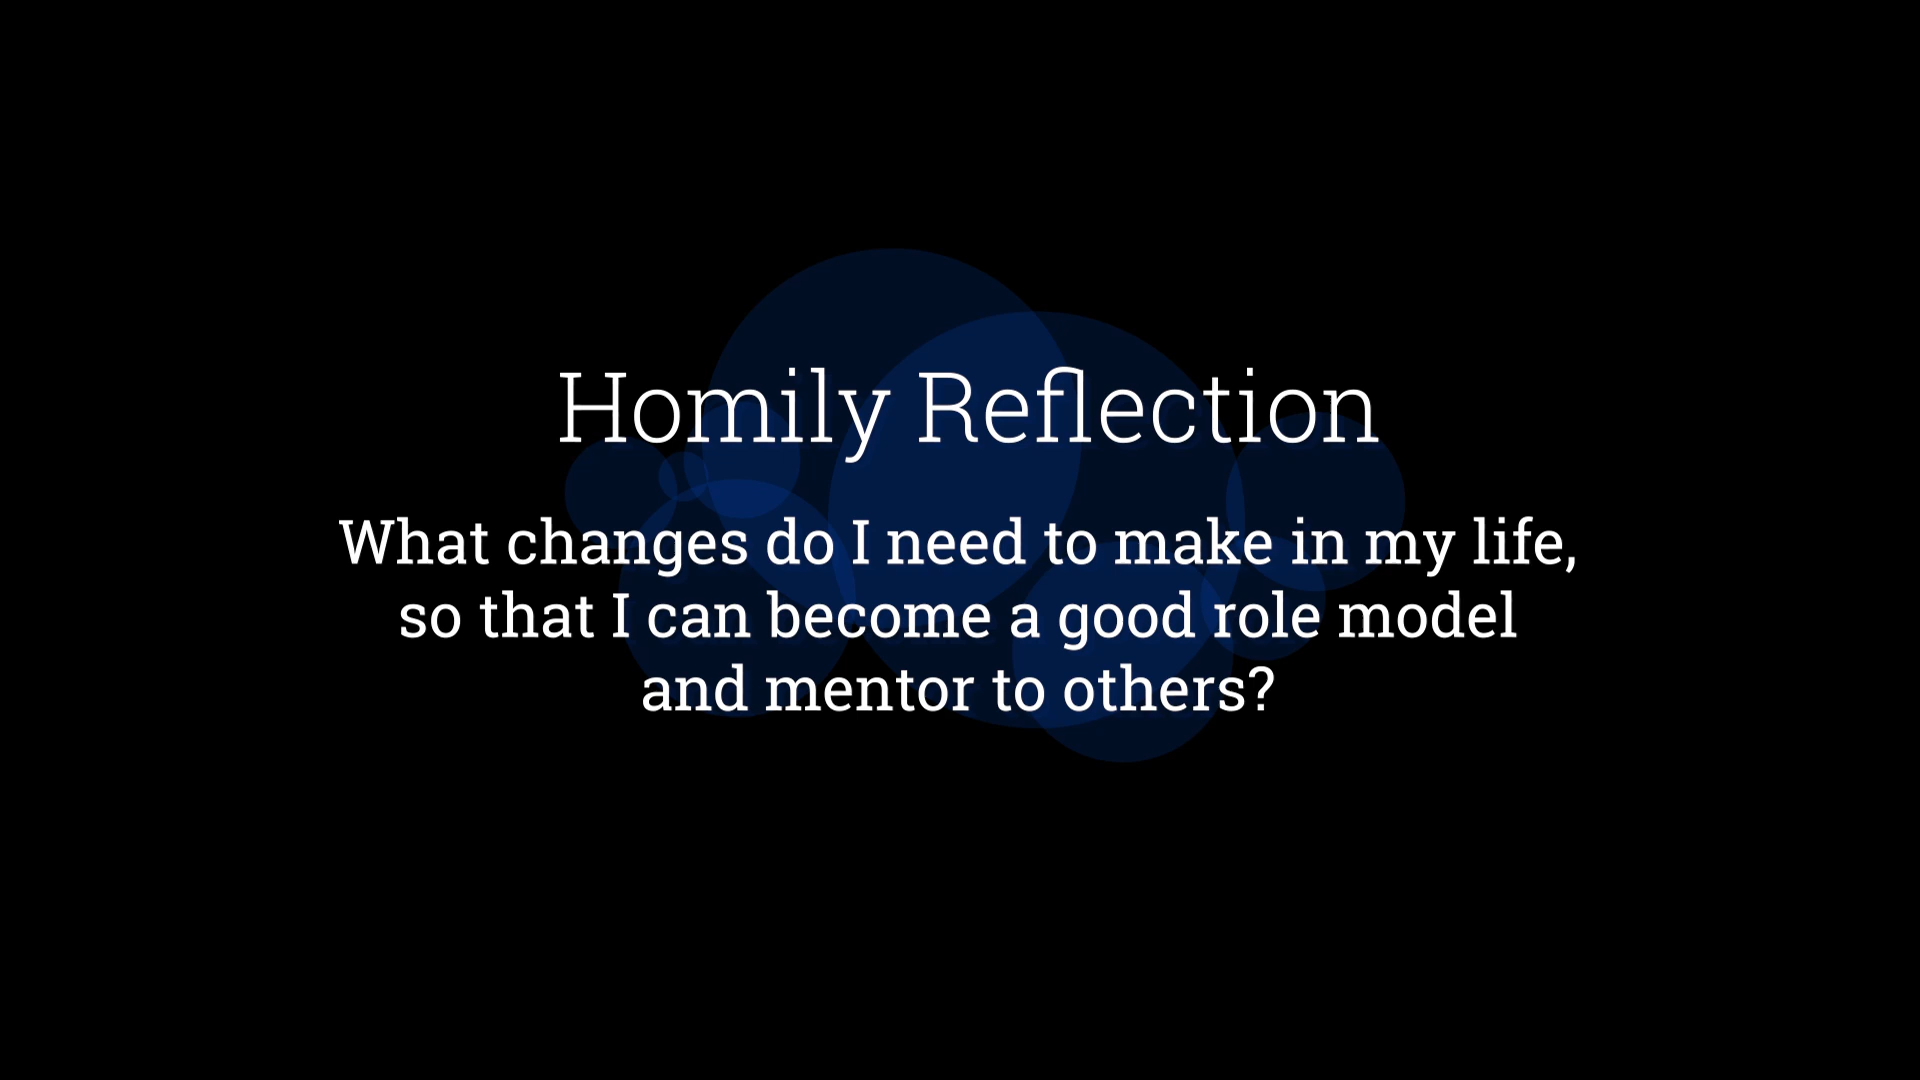 Homily Reflection
What changes do I need to make in my life,
so that I can become a good role model
and mentor to others?